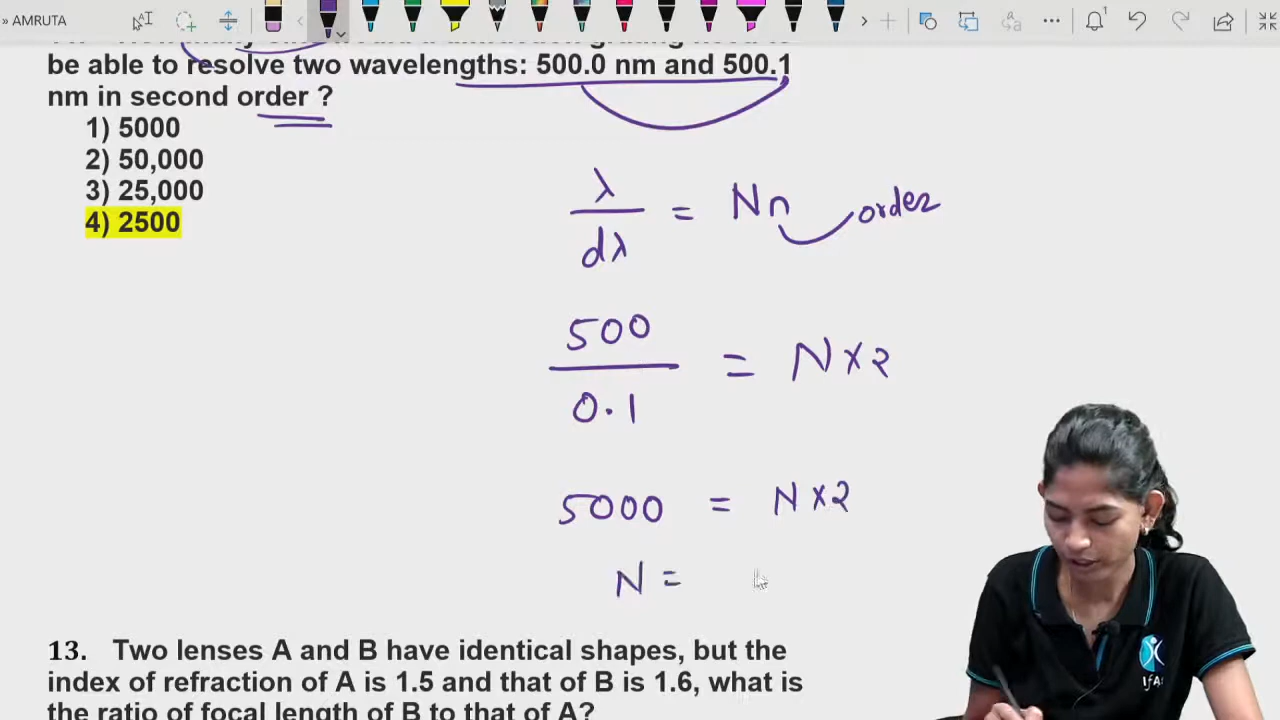 » AMRUTA
be able to resolve two wavelengths: 500.0 nm and 500.1
nm in second order ?
1) 5000
2) 50,000
3) 25,000
4) 2500
λ/dλ = Nn order
500/0.1 = N×2
5000 = N×2
N =
13. Two lenses A and B have identical shapes, but the
index of refraction of A is 1.5 and that of B is 1.6, what is
the ratio of focal length of B to that of A?